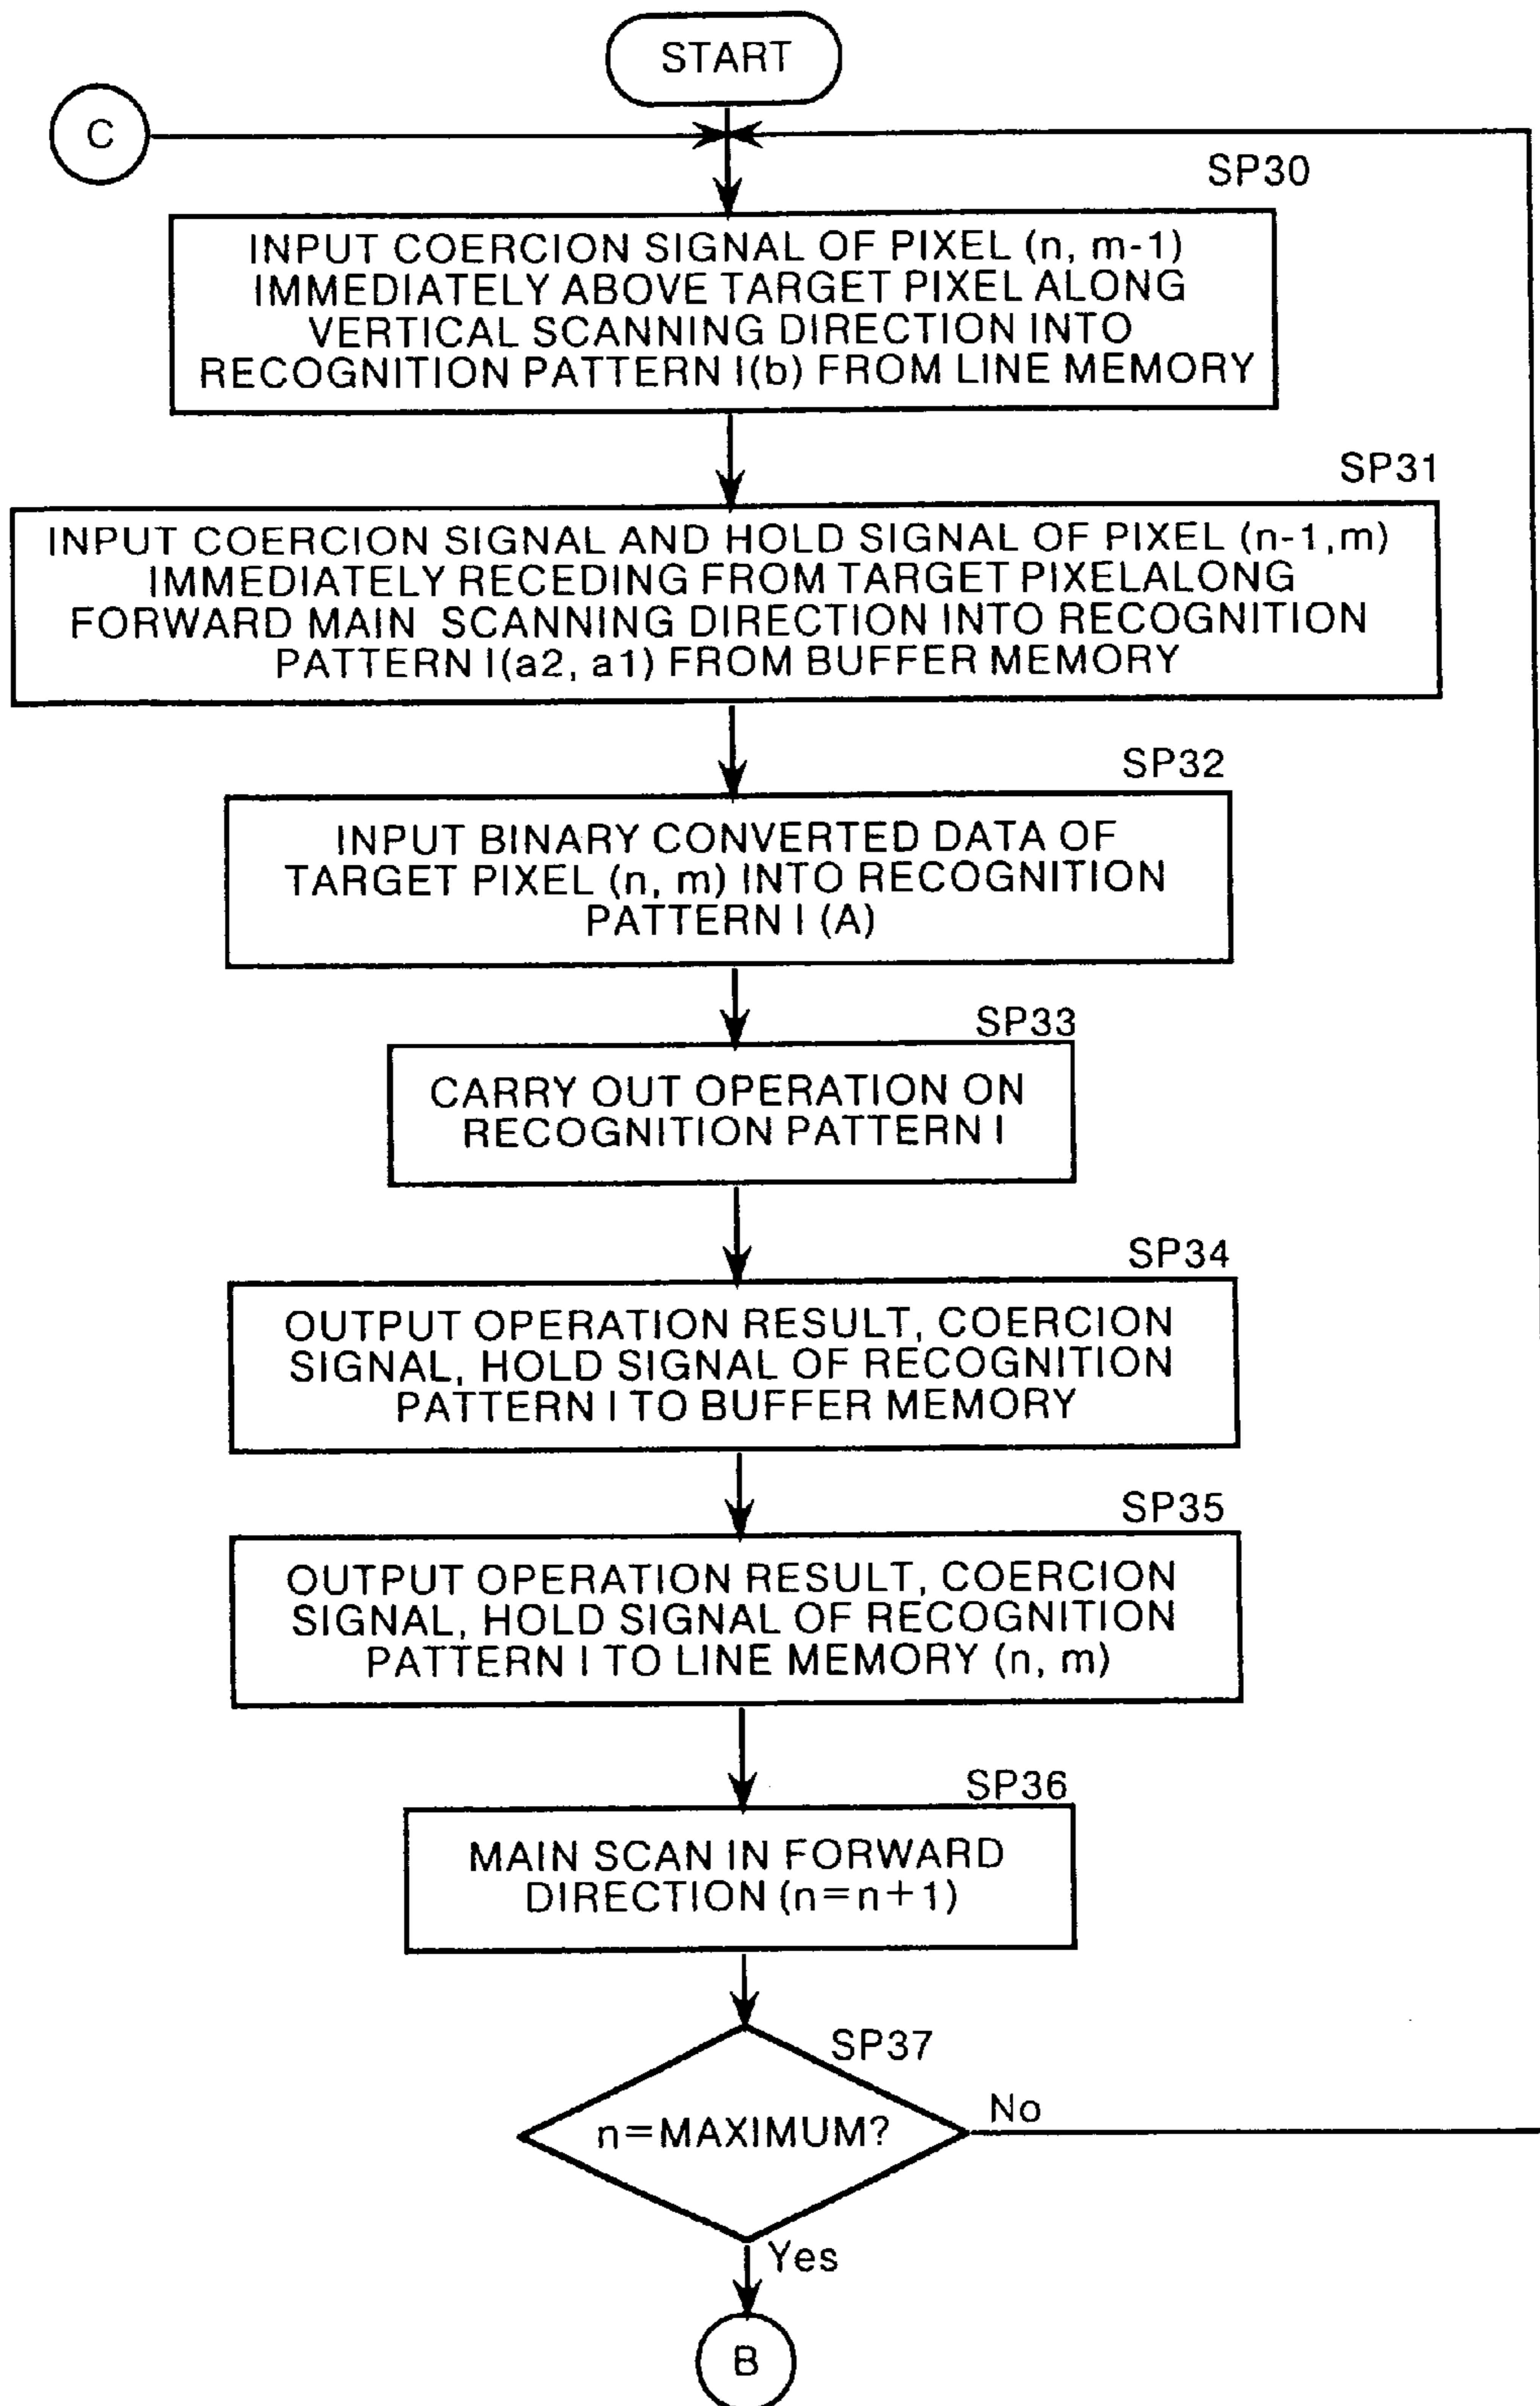 START
C
SP30
INPUT COERCION SIGNAL OF PIXEL (n, m-1)
IMMEDIATELY ABOVE TARGET PIXEL ALONG
VERTICAL SCANNING DIRECTION INTO
RECOGNITION PATTERN I(b) FROM LINE MEMORY
SP31
INPUT COERCION SIGNAL AND HOLD SIGNAL OF PIXEL (n-1,m)
IMMEDIATELY RECEDING FROM TARGET PIXELALONG
FORWARD MAIN SCANNING DIRECTION INTO RECOGNITION
PATTERN I(a2, a1) FROM BUFFER MEMORY
SP32
INPUT BINARY CONVERTED DATA OF
TARGET PIXEL (n, m) INTO RECOGNITION
PATTERN I (A)
SP33
CARRY OUT OPERATION ON
RECOGNITION PATTERN I
SP34
OUTPUT OPERATION RESULT, COERCION
SIGNAL, HOLD SIGNAL OF RECOGNITION
PATTERN I TO BUFFER MEMORY
SP35
OUTPUT OPERATION RESULT, COERCION
SIGNAL, HOLD SIGNAL OF RECOGNITION
PATTERN I TO LINE MEMORY (n, m)
SP36
MAIN SCAN IN FORWARD
DIRECTION (n=n+1)
SP37
n=MAXIMUM?
No
Yes
B